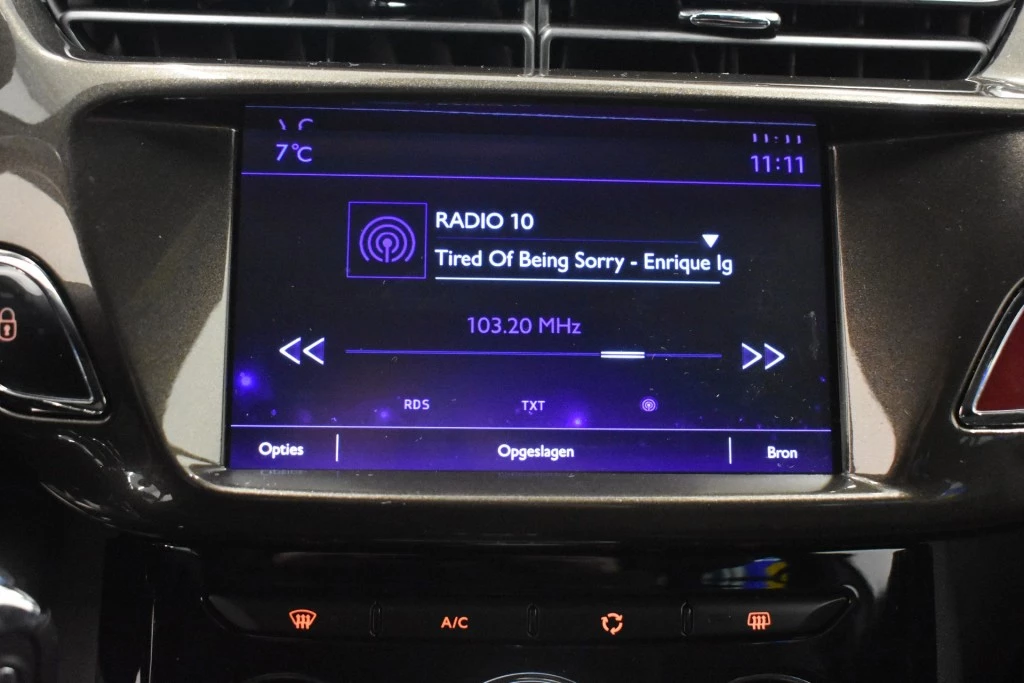 7°C
11:11
RADIO 10
Tired Of Being Sorry - Enrique Ig
103.20 MHz
RDS TXT
Opties Opgeslagen Bron
A/C